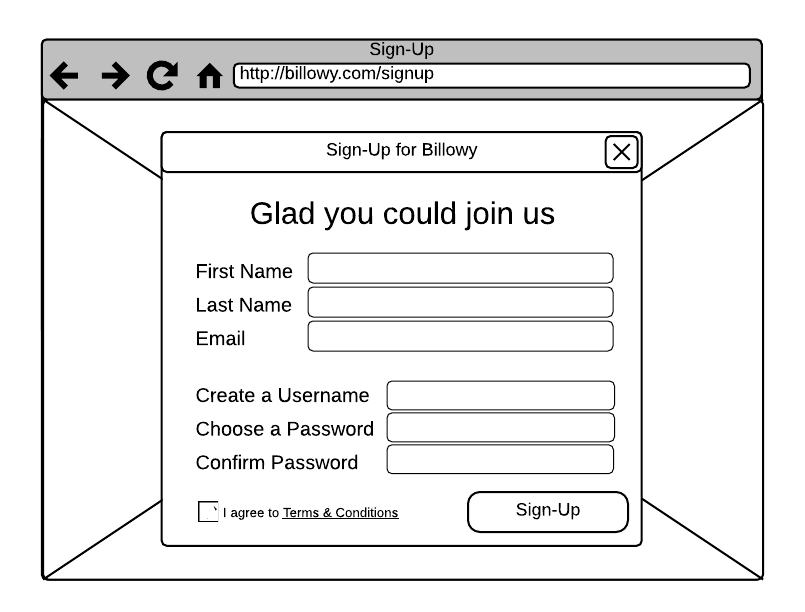 Sign-Up
http://billowy.com/signup
Sign-Up for Billowy
Glad you could join us
First Name
Last Name
Email
Create a Username
Choose a Password
Confirm Password
I agree to Terms & Conditions
Sign-Up